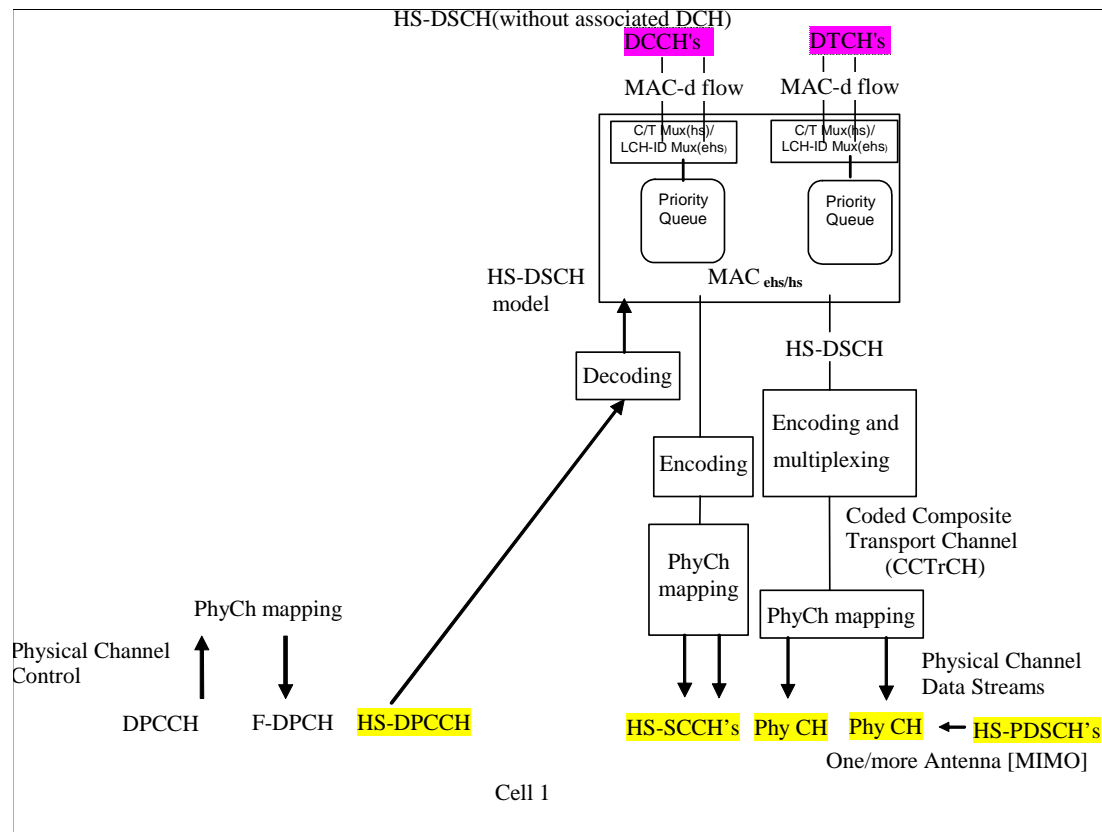 HS-DSCH(without associated DCH)
DCCH's
DTCH's
MAC-d flow
MAC-d flow
C/T Mux(hs)/
LCH-ID Mux(ehs)
C/T Mux(hs)/
LCH-ID Mux(ehs)
Priority
Queue
Priority
Queue
HS-DSCH
model
MAC ehs/hs
HS-DSCH
Decoding
Encoding and
multiplexing
Encoding
Coded Composite
Transport Channel
(CCTrCH)
PhyCh
mapping
PhyCh mapping
PhyCh mapping
Physical Channel
Control
Physical Channel
Data Streams
DPCCH
F-DPCH
HS-DPCCH
HS-SCCH’s
Phy CH
Phy CH
HS-PDSCH’s
One/more Antenna [MIMO]
Cell 1